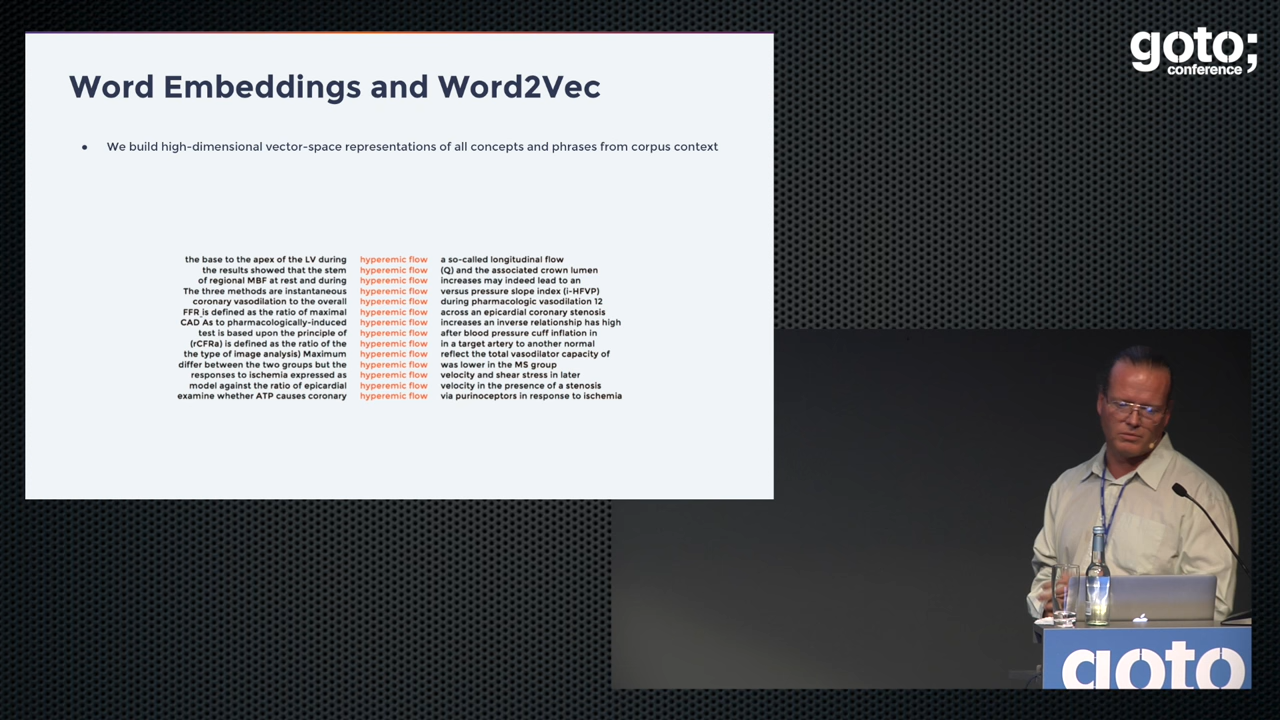 goto;
conference
Word Embeddings and Word2Vec
• We build high-dimensional vector-space representations of all concepts and phrases from corpus context
the base to the apex of the LV during hyperemic flow a so-called longitudinal flow
the results showed that the stem hyperemic flow (Q) and the associated crown lumen
of regional MBF at rest and during hyperemic flow increases may indeed lead to an
The three methods are instantaneous hyperemic flow versus pressure slope index (i-HFVP)
coronary vasodilation to the overall hyperemic flow during pharmacologic vasodilation 12
FFR is defined as the ratio of maximal hyperemic flow across an epicardial coronary stenosis
CAD As to pharmacologically-induced hyperemic flow increases an inverse relationship has high
test is based upon the principle of hyperemic flow after blood pressure cuff inflation in
(rCFRa) is defined as the ratio of the hyperemic flow in a target artery to another normal
the type of image analysis) Maximum hyperemic flow reflect the total vasodilator capacity of
differ between the two groups but the hyperemic flow was lower in the MS group
responses to ischemia expressed as hyperemic flow velocity and shear stress in later
model against the ratio of epicardial hyperemic flow velocity in the presence of a stenosis
examine whether ATP causes coronary hyperemic flow via purinoceptors in response to ischemia
goto